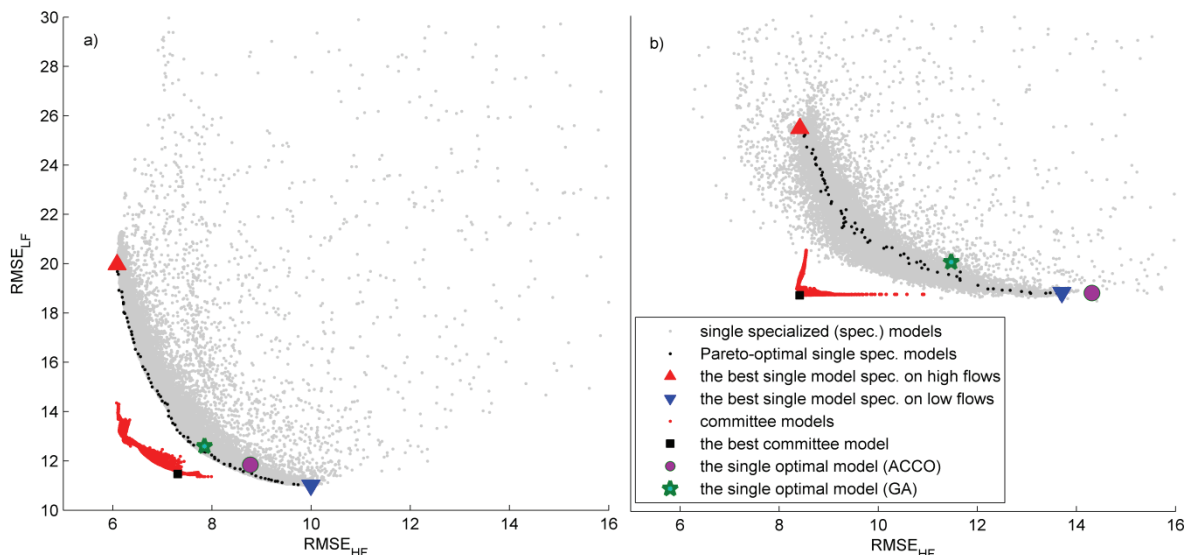 a)
30
28
26
24
22
20
18
16
14
12
10
RMSE_LF
6 8 10 12 14 16
RMSE_HF
b)
single specialized (spec.) models
Pareto-optimal single spec. models
the best single model spec. on high flows
the best single model spec. on low flows
committee models
the best committee model
the single optimal model (ACCO)
the single optimal model (GA)
6 8 10 12 14 16
RMSE_HF